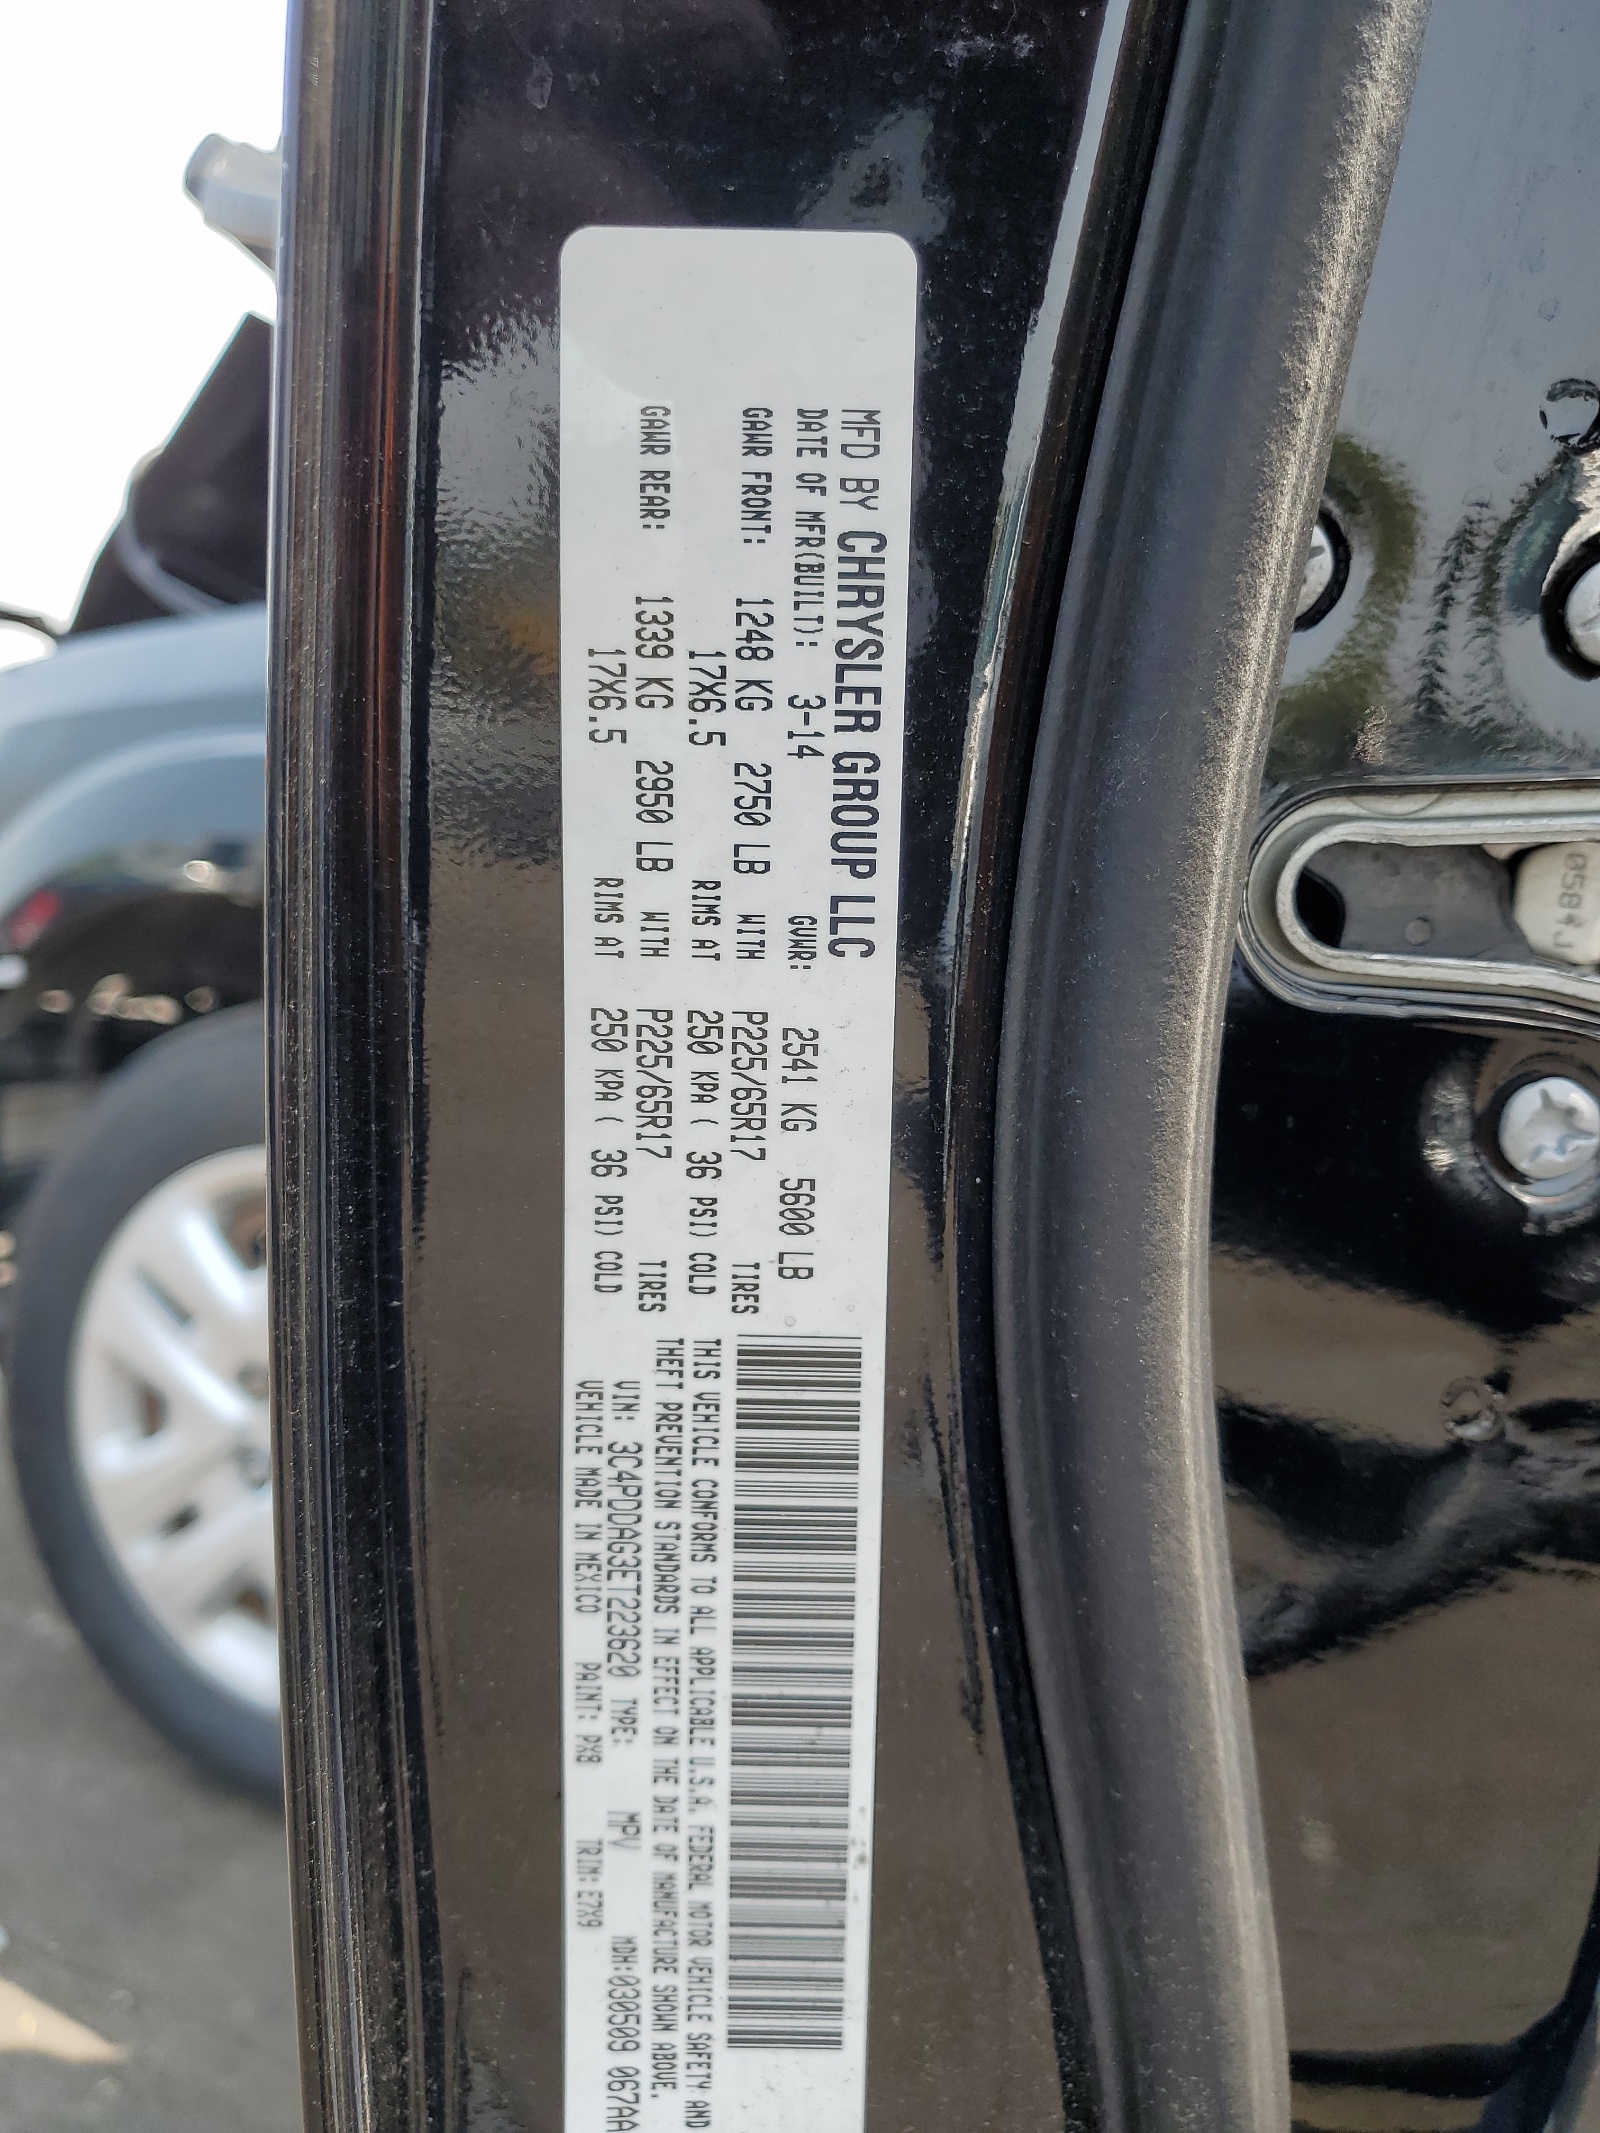 MFD BY CHRYSLER GROUP LLC
DATE OF MFR(BUILT): 3-14 GVWR: 2541 KG 5600 LB
GAWR FRONT: 1248 KG 2750 LB WITH P225/65R17 TIRES
17X6.5 RIMS AT 250 KPA ( 36 PSI) COLD
GAWR REAR: 1339 KG 2950 LB WITH P225/65R17 TIRES
17X6.5 RIMS AT 250 KPA ( 36 PSI) COLD
THIS VEHICLE CONFORMS TO ALL APPLICABLE U.S.A. FEDERAL MOTOR VEHICLE SAFETY AND
THEFT PREVENTION STANDARDS IN EFFECT ON THE DATE OF MANUFACTURE SHOWN ABOVE.
VIN: 3C4PDDAG3ET223620 TYPE: MPV MDH:030509 067AA
VEHICLE MADE IN MEXICO PAINT: PX8 TRIM: E7X9
0584J